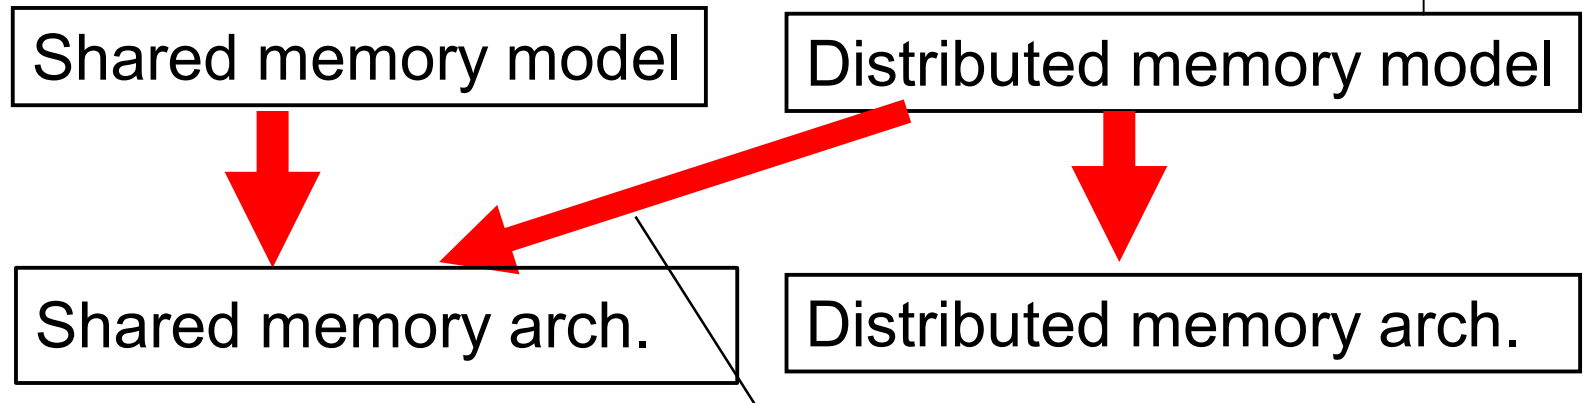 Shared memory model
Distributed memory model
Shared memory arch.
Distributed memory arch.